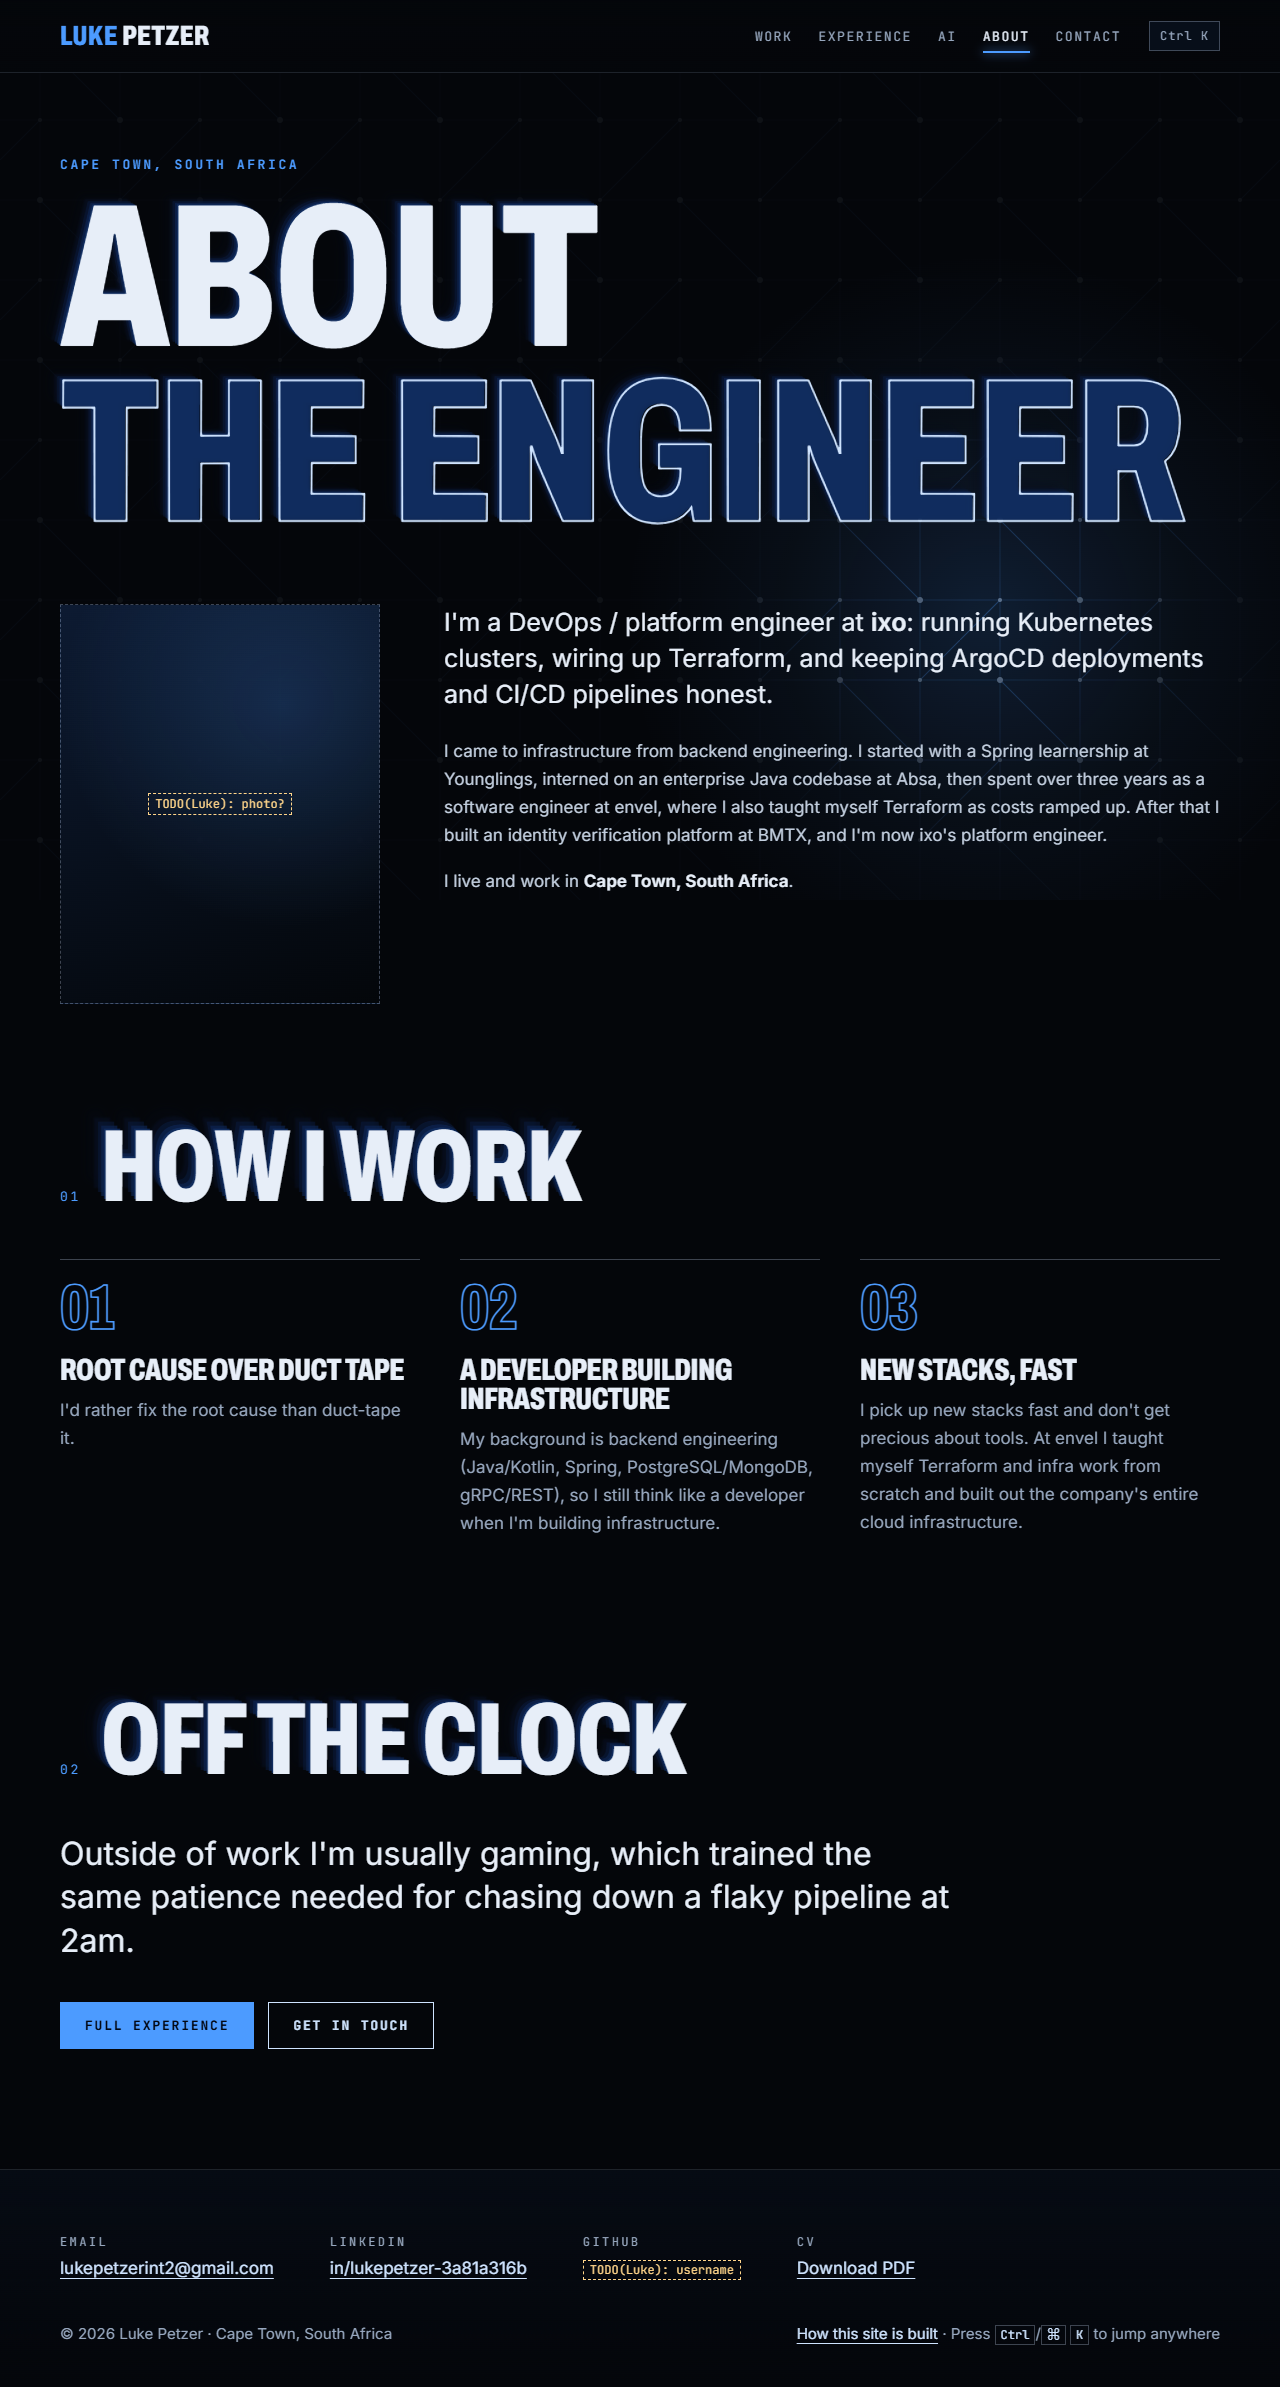 LUKE PETZER
WORK EXPERIENCE AI ABOUT CONTACT Ctrl K
CAPE TOWN, SOUTH AFRICA
ABOUT
THE ENGINEER
TODO(Luke): photo?
I'm a DevOps / platform engineer at ixo: running Kubernetes
clusters, wiring up Terraform, and keeping ArgoCD deployments
and CI/CD pipelines honest.
I came to infrastructure from backend engineering. I started with a Spring learnership at
Younglings, interned on an enterprise Java codebase at Absa, then spent over three years as a
software engineer at envel, where I also taught myself Terraform as costs ramped up. After that I
built an identity verification platform at BMTX, and I'm now ixo's platform engineer.
I live and work in Cape Town, South Africa.
01 HOW I WORK
01
ROOT CAUSE OVER DUCT TAPE
I'd rather fix the root cause than duct-tape
it.
02
A DEVELOPER BUILDING
INFRASTRUCTURE
My background is backend engineering
(Java/Kotlin, Spring, PostgreSQL/MongoDB,
gRPC/REST), so I still think like a developer
when I'm building infrastructure.
03
NEW STACKS, FAST
I pick up new stacks fast and don't get
precious about tools. At envel I taught
myself Terraform and infra work from
scratch and built out the company's entire
cloud infrastructure.
02 OFF THE CLOCK
Outside of work I'm usually gaming, which trained the
same patience needed for chasing down a flaky pipeline at
2am.
FULL EXPERIENCE GET IN TOUCH
EMAIL
lukepetzerint2@gmail.com
LINKEDIN
in/lukepetzer-3a81a316b
GITHUB
TODO(Luke): username
CV
Download PDF
© 2026 Luke Petzer · Cape Town, South Africa
How this site is built · Press Ctrl/⌘ K to jump anywhere